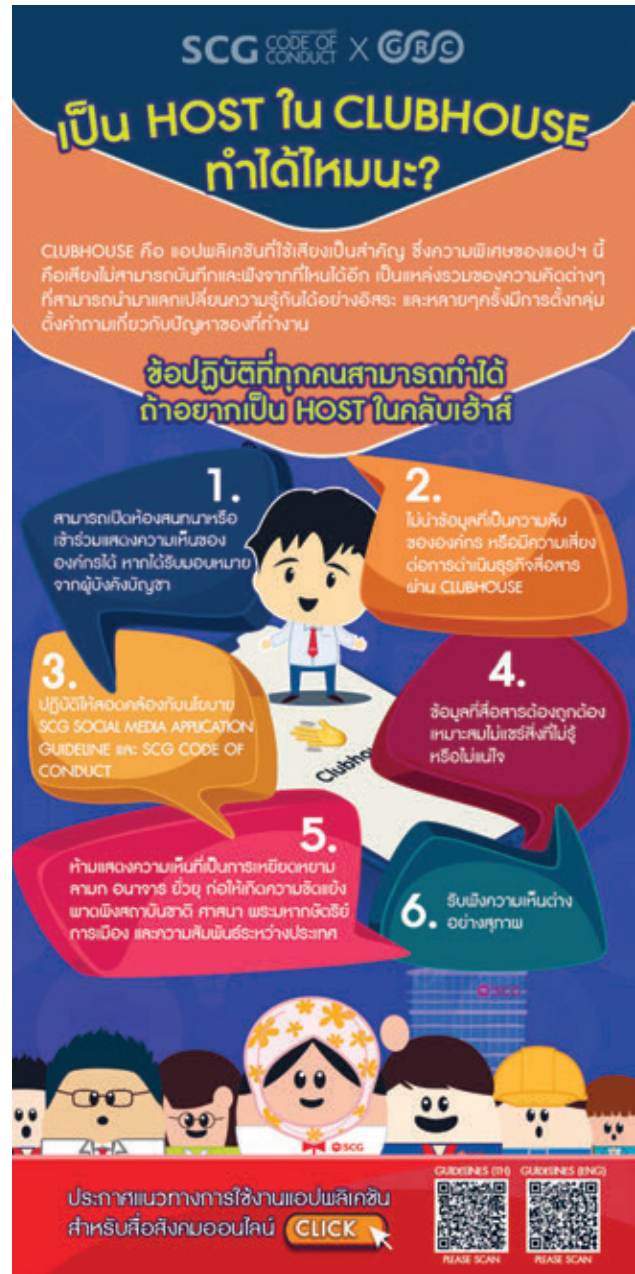 SCG CODE OF CONDUCT X GRC
เป็น HOST ใน CLUBHOUSE
ทำได้ไหมนะ?
CLUBHOUSE คือ แอปพลิเคชันที่ใช้เสียงเป็นสำคัญ ซึ่งความพิเศษของแอปฯ นี้
คือเสียงไม่สามารถบันทึกและฟังจากที่ไหนได้อีก เป็นแหล่งรวมของความคิดต่างๆ
ที่สามารถนำมาแลกเปลี่ยนความรู้กันได้อย่างอิสระ และหลายๆครั้งมีการตั้งกลุ่ม
ตั้งคำถามเกี่ยวกับปัญหาของที่ทำงาน
ข้อปฏิบัติที่ทุกคนสามารถทำได้
ถ้าอยากเป็น HOST ในคลับเฮ้าส์
1.
สามารถเปิดห้องสนทนาหรือ
เข้าร่วมแสดงความเห็นของ
องค์กรได้ หากได้รับมอบหมาย
จากผู้บังคับบัญชา
2.
ไม่นำข้อมูลที่เป็นความลับ
ขององค์กร หรือมีความเสี่ยง
ต่อการดำเนินธุรกิจสื่อสาร
ผ่าน CLUBHOUSE
3.
ปฏิบัติให้สอดคล้องกับนโยบาย
SCG SOCIAL MEDIA APPLICATION
GUIDELINE และ SCG CODE OF
CONDUCT
4.
ข้อมูลที่สื่อสารต้องถูกต้อง
เหมาะสมไม่แชร์สิ่งที่ไม่รู้
หรือไม่แน่ใจ
Clubhouse
5.
ห้ามแสดงความเห็นที่เป็นการเหยียดหยาม
ลามก อนาจาร ยั่วยุ ก่อให้เกิดความขัดแย้ง
พาดพิงสถาบันชาติ ศาสนา พระมหากษัตริย์
การเมือง และความสัมพันธ์ระหว่างประเทศ
6.
รับฟังความเห็นต่าง
อย่างสุภาพ
SCG
SCG
ประกาศแนวทางการใช้งานแอปพลิเคชัน
สำหรับสื่อสังคมออนไลน์ CLICK
GUIDELINES (TH) GUIDELINES (ENG)
PLEASE SCAN PLEASE SCAN